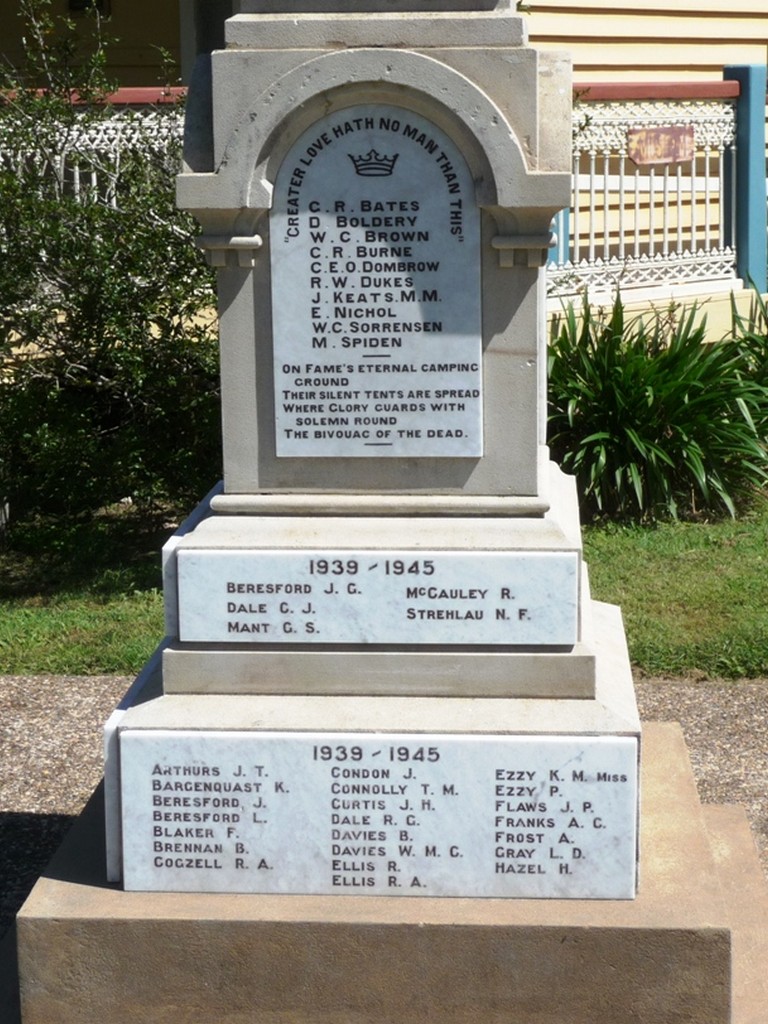 "GREATER LOVE HATH NO MAN THAN THIS"
C. R. BATES
D. BOLDERY
W. C. BROWN
C. R. BURNE
C. E. O. DOMBROW
R. W. DUKES
J. KEATS. M.M.
E. NICHOL
W. C. SORRENSEN
M. SPIDEN
ON FAME'S ETERNAL CAMPING
GROUND
THEIR SILENT TENTS ARE SPREAD
WHERE GLORY GUARDS WITH
SOLEMN ROUND
THE BIVOUAC OF THE DEAD.
1939 - 1945
BERESFORD J. G.
DALE G. J.
MANT G. S.
McCAULEY R.
STREHLAU N. F.
1939 - 1945
ARTHURS J. T.
BARGENQUAST K.
BERESFORD. J.
BERESFORD L.
BLAKER F.
BRENNAN B.
COGZELL R. A.
CONDON J.
CONNOLLY T. M.
CURTIS J. H.
DALE R. G.
DAVIES B.
DAVIES W. M. G.
ELLIS R.
ELLIS R. A.
EZZY K. M. MISS
EZZY P.
FLAWS J. P.
FRANKS A. G.
FROST A.
GRAY L. D.
HAZEL H.